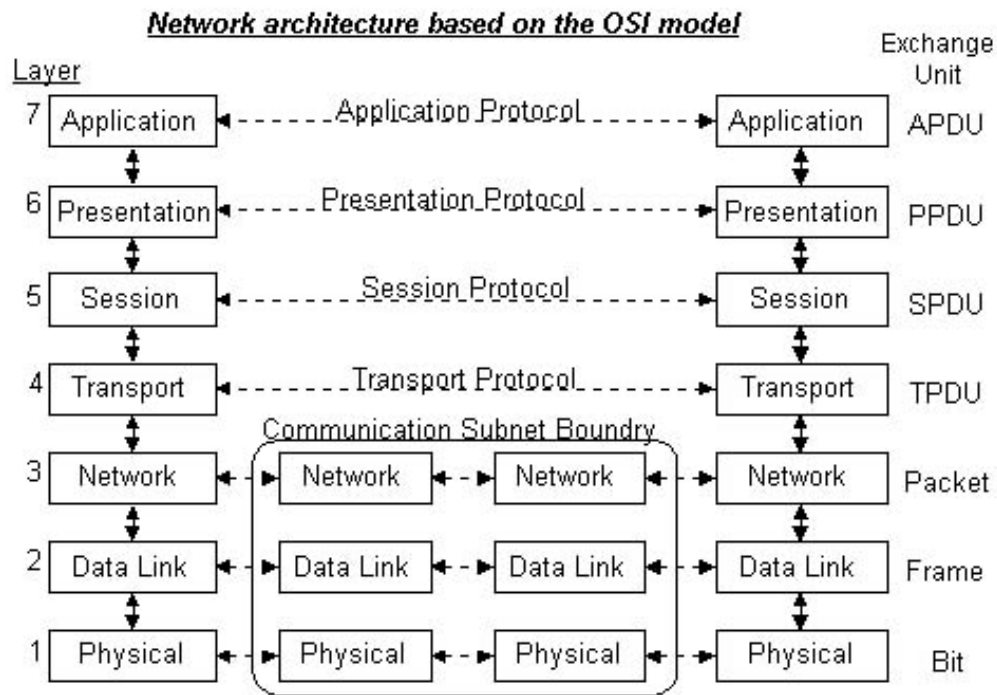 Network architecture based on the OSI model
Exchange
Unit
Layer
7 Application Application Protocol Application APDU
6 Presentation Presentation Protocol Presentation PPDU
5 Session Session Protocol Session SPDU
4 Transport Transport Protocol Transport TPDU
Communication Subnet Boundry
3 Network Network Network Network Packet
2 Data Link Data Link Data Link Data Link Frame
1 Physical Physical Physical Physical Bit